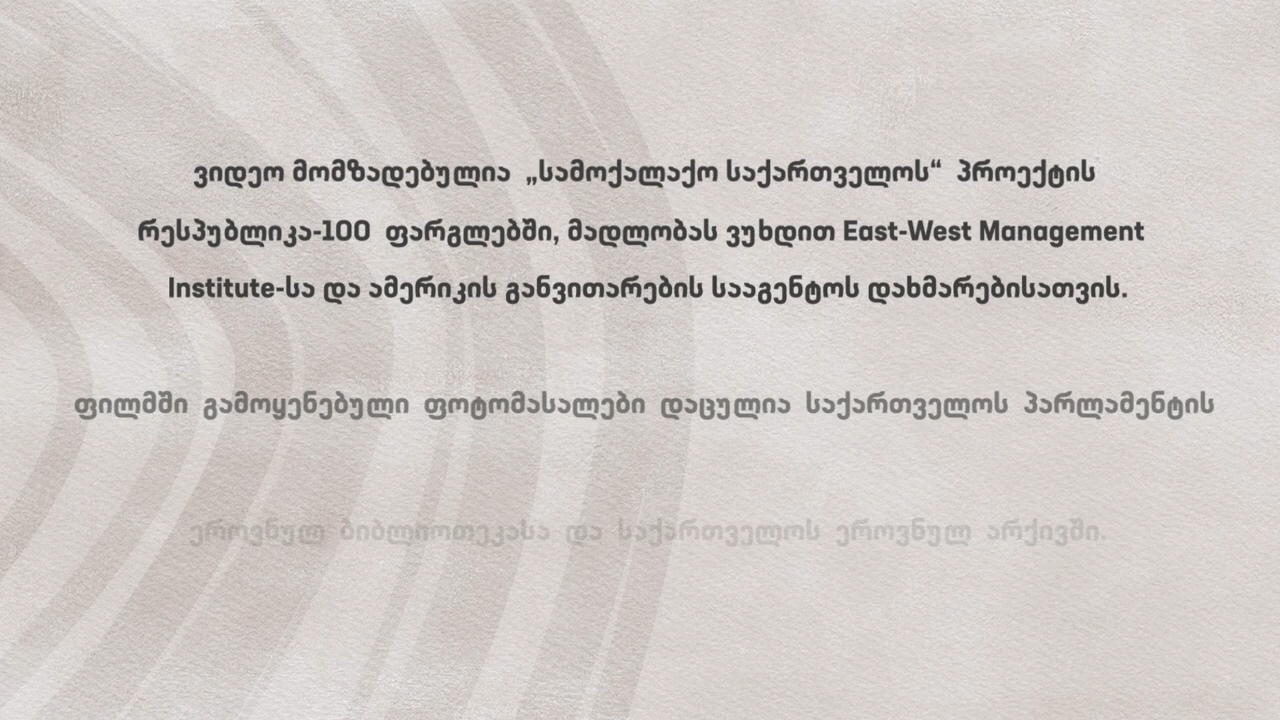 ვიდეო მომზადებულია „სამოქალაქო საქართველოს“ პროექტის
რესპუბლიკა-100 ფარგლებში, მადლობას ვუხდით East-West Management
Institute-სა და ამერიკის განვითარების სააგენტოს დახმარებისათვის.
ფილმში გამოყენებული ფოტომასალები დაცულია საქართველოს პარლამენტის
ეროვნულ ბიბლიოთეკასა და საქართველოს ეროვნულ არქივში.